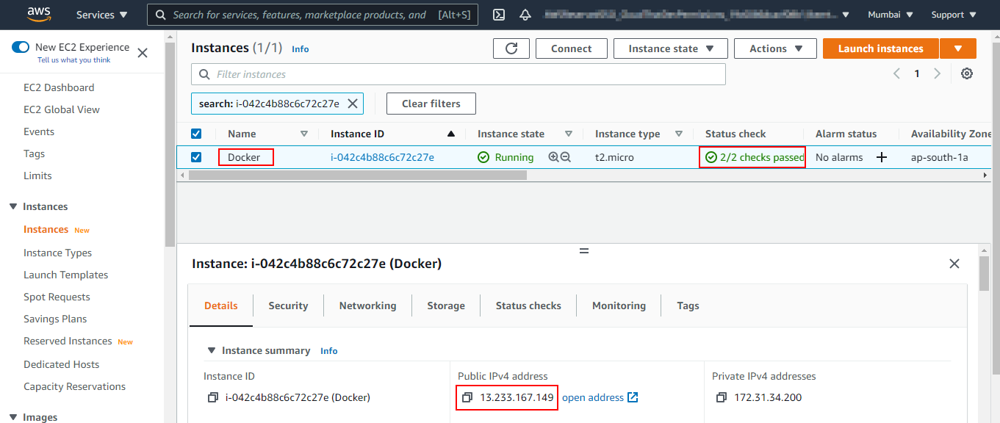 aws Services Search for services, features, marketplace products, and [Alt+S] Mumbai Support
New EC2 Experience
Tell us what you think
EC2 Dashboard
EC2 Global View
Events
Tags
Limits
Instances
Instances New
Instance Types
Launch Templates
Spot Requests
Savings Plans
Reserved Instances New
Dedicated Hosts
Capacity Reservations
Images
Instances (1/1) Info Connect Instance state Actions Launch instances
Filter instances 1
search: i-042c4b88c6c72c27e Clear filters
Name Instance ID Instance state Instance type Status check Alarm status Availability Zone
Docker i-042c4b88c6c72c27e Running t2.micro 2/2 checks passed No alarms ap-south-1a
Instance: i-042c4b88c6c72c27e (Docker)
Details Security Networking Storage Status checks Monitoring Tags
Instance summary Info
Instance ID Public IPv4 address Private IPv4 addresses
i-042c4b88c6c72c27e (Docker) 13.233.167.149 open address 172.31.34.200